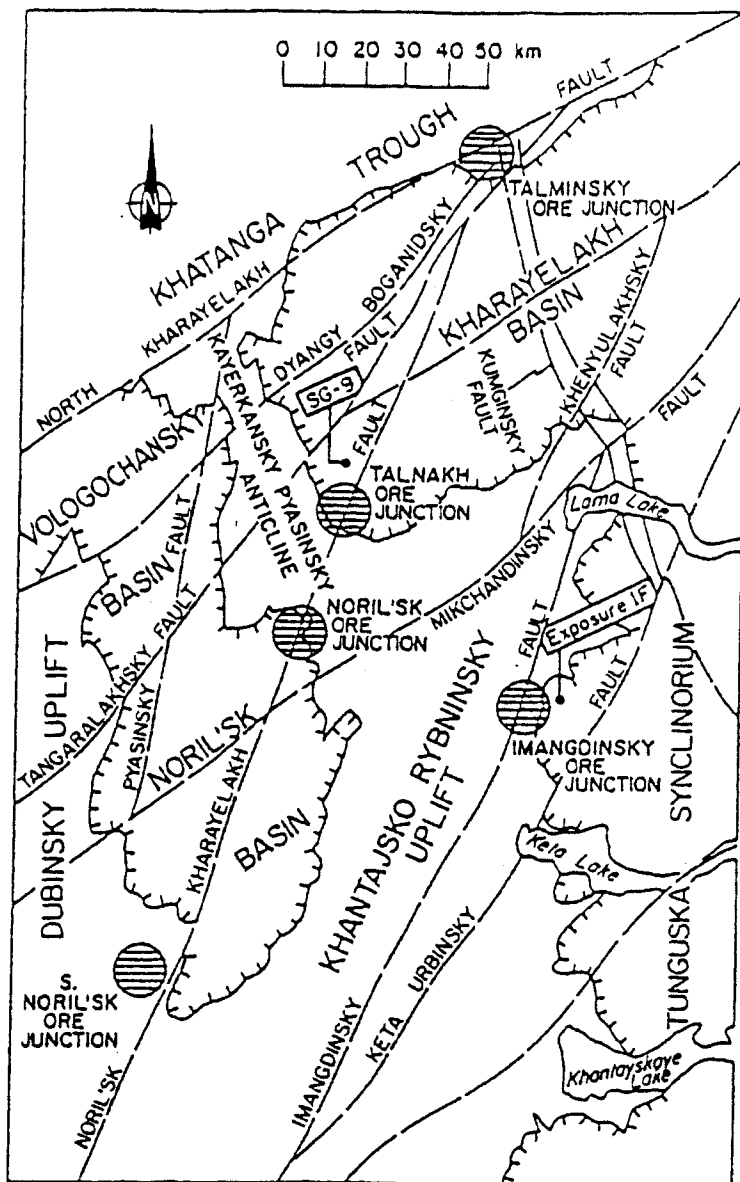 0 10 20 30 40 50 km
FAULT
TROUGH
KHATANGA
N
TALMINSKY
ORE JUNCTION
NORTH KHARAYELAKH
BOGANIDSKY
DYANGY
FAULT
KHARAYELAKH
BASIN
KHENYULAKHSKY
FAULT
KUMGINSKY
FAULT
FAULT
SG-9
FAULT
KAYERKANSKY PYASINSKY
ANTICLINE
VOLOGOCHANSKY
BASIN
FAULT
TALNAKH
ORE
JUNCTION
Lama Lake
MIKCHANDINSKY
NORIL'SK
ORE
JUNCTION
Exposure 1F
FAULT
FAULT
FAULT
TANGARALAKHSKY
PYASINSKY
DUBINSKY UPLIFT
NORIL'SK
BASIN
KHARAYELAKH
KHANTAJSKO RYBNINSKY
UPLIFT
IMANGDINSKY
ORE
JUNCTION
SYNCLINORIUM
TUNGUSKA
Keta Lake
S.
NORIL'SK
ORE
JUNCTION
NORIL'SK
IMANGDINSKY
KETA URBINSKY
Khantayskaye
Lake